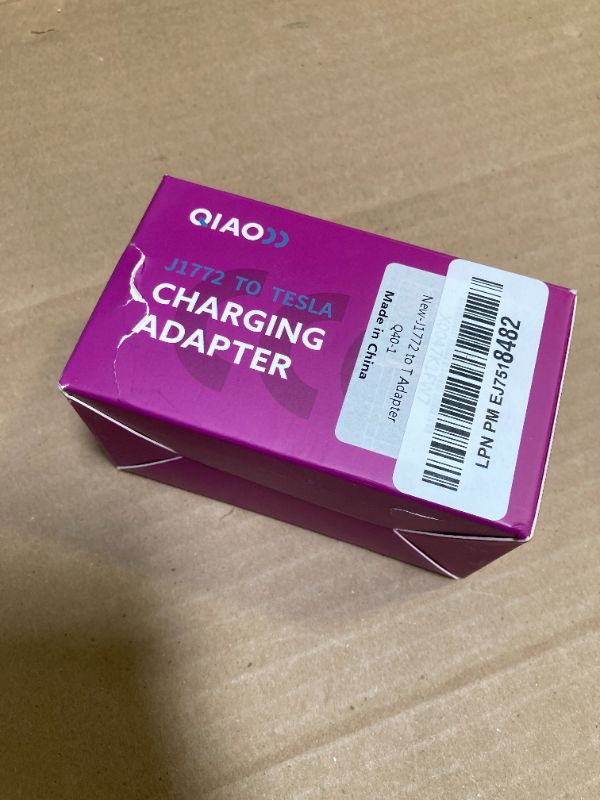 QIAO
J1772 TO TESLA
CHARGING
ADAPTER
New-J1772 to T Adapter
Q40-1
Made in China
LPN PM EJ7518482